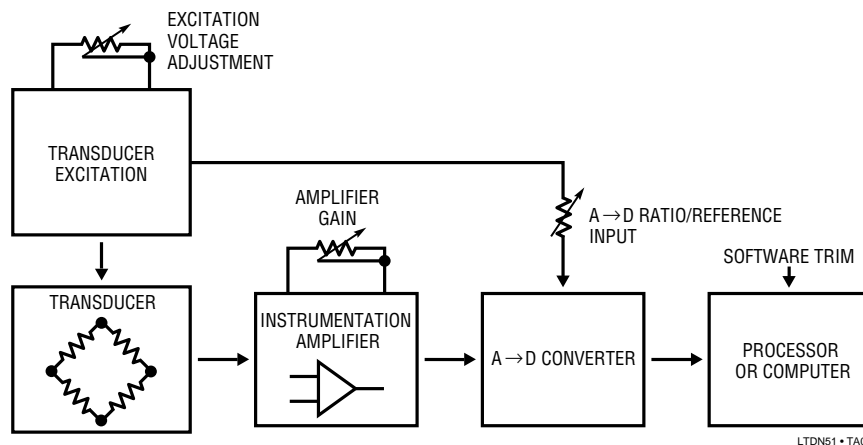 EXCITATION
VOLTAGE
ADJUSTMENT
TRANSDUCER
EXCITATION
AMPLIFIER
GAIN
A→D RATIO/REFERENCE
INPUT
SOFTWARE TRIM
TRANSDUCER
INSTRUMENTATION
AMPLIFIER
A→D CONVERTER
PROCESSOR
OR COMPUTER